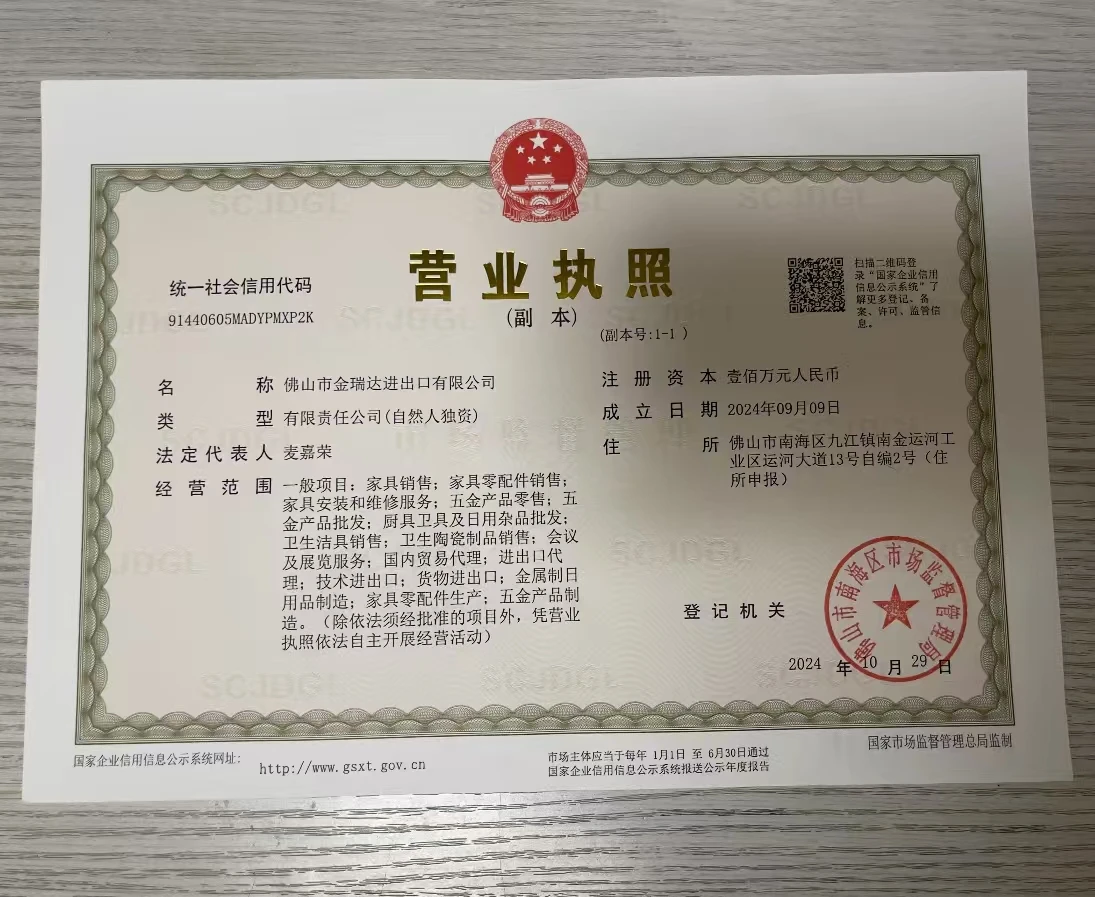 营业执照
(副 本)
(副本号:1-1 )
统一社会信用代码
91440605MADYPMXP2K
扫描二维码登
录“国家企业信用
信息公示系统”了
解更多登记、备
案、许可、监管信
息。
名 称 佛山市金瑞达进出口有限公司
类 型 有限责任公司(自然人独资)
法定代表人 麦嘉荣
经营范围 一般项目：家具销售；家具零配件销售；
家具安装和维修服务；五金产品零售；五
金产品批发；厨具卫具及日用杂品批发；
卫生洁具销售；卫生陶瓷制品销售；会议
及展览服务；国内贸易代理；进出口代
理；技术进出口；货物进出口；金属制日
用品制造；家具零配件生产；五金产品制
造。（除依法须经批准的项目外，凭营业
执照依法自主开展经营活动）
注册资本 壹佰万元人民币
成立日期 2024年09月09日
住 所 佛山市南海区九江镇南金运河工
业区运河大道13号自编2号（住
所申报）
登记机关
佛山市南海区市场监督管理局
2024 年 10 月 29 日
国家企业信用信息公示系统网址：
http://www.gsxt.gov.cn
市场主体应当于每年 1月1日 至 6月30日通过
国家企业信用信息公示系统报送公示年度报告
国家市场监督管理总局监制
SCJDGL